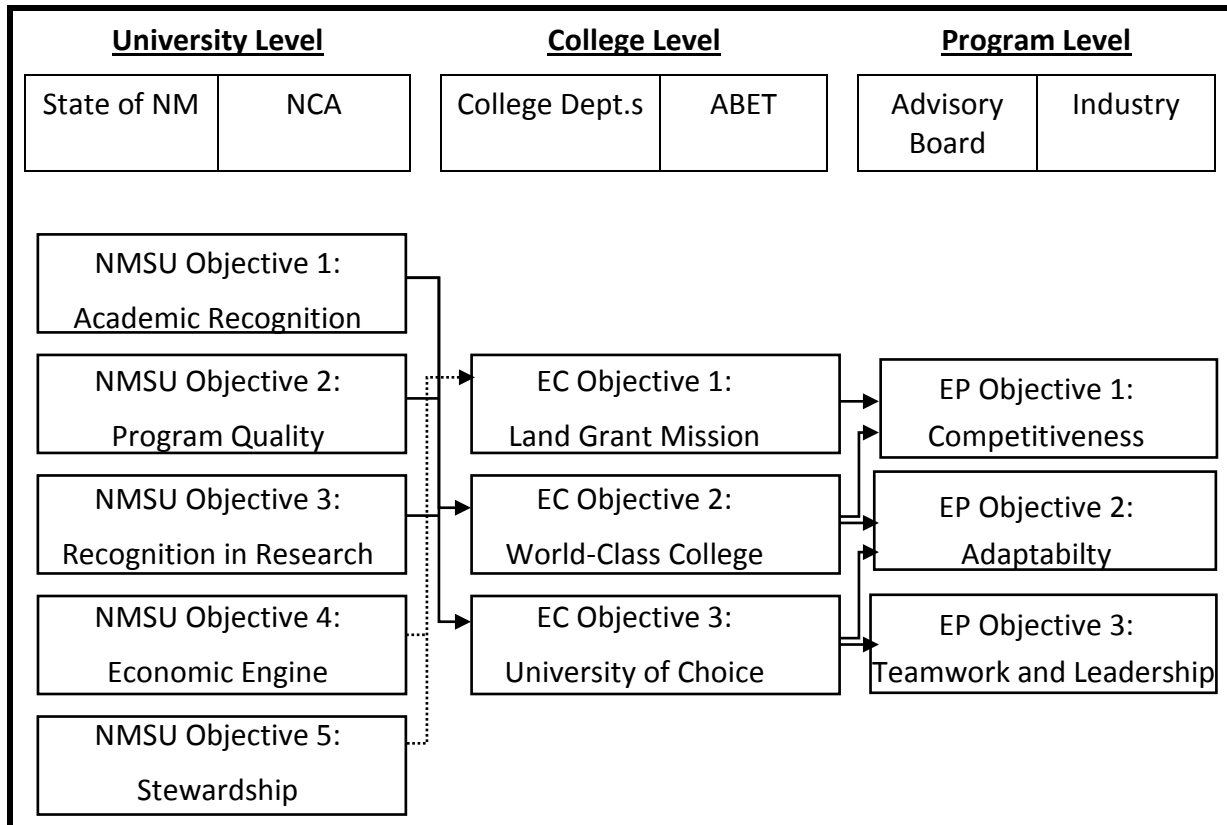 University Level
College Level
Program Level
State of NM
NCA
College Dept.s
ABET
Advisory
Board
Industry
NMSU Objective 1:
Academic Recognition
NMSU Objective 2:
Program Quality
NMSU Objective 3:
Recognition in Research
NMSU Objective 4:
Economic Engine
NMSU Objective 5:
Stewardship
EC Objective 1:
Land Grant Mission
EC Objective 2:
World-Class College
EC Objective 3:
University of Choice
EP Objective 1:
Competitiveness
EP Objective 2:
Adaptabilty
EP Objective 3:
Teamwork and Leadership